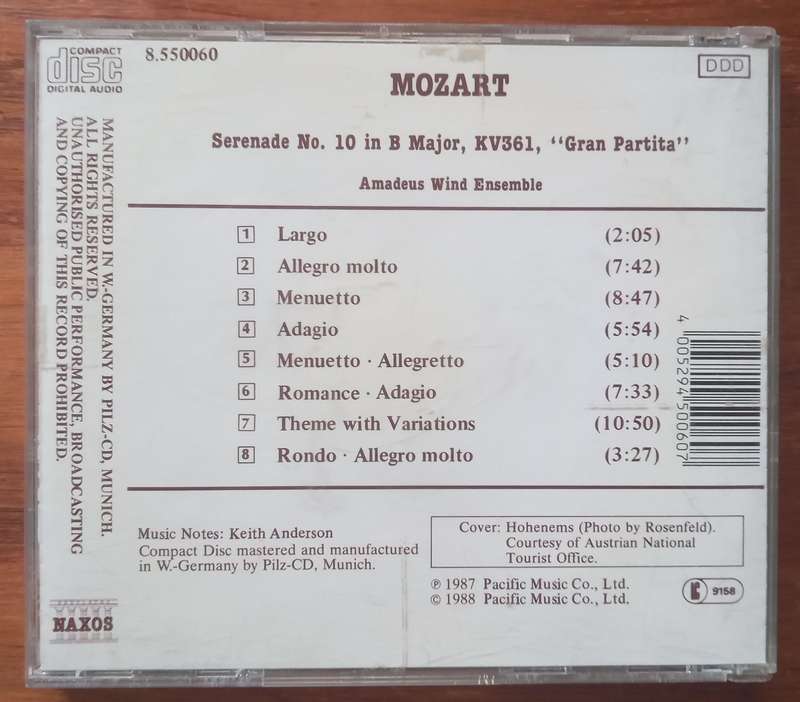 COMPACT
disc
DIGITAL AUDIO
8.550060
DDD
MOZART
Serenade No. 10 in B Major, KV361, “Gran Partita”
Amadeus Wind Ensemble
1 Largo (2:05)
2 Allegro molto (7:42)
3 Menuetto (8:47)
4 Adagio (5:54)
5 Menuetto · Allegretto (5:10)
6 Romance · Adagio (7:33)
7 Theme with Variations (10:50)
8 Rondo · Allegro molto (3:27)
4 005294 500607
MANUFACTURED IN W.-GERMANY BY PILZ-CD, MUNICH.
ALL RIGHTS RESERVED.
UNAUTHORISED PUBLIC PERFORMANCE, BROADCASTING
AND COPYING OF THIS RECORD PROHIBITED.
Music Notes: Keith Anderson
Compact Disc mastered and manufactured
in W.-Germany by Pilz-CD, Munich.
Cover: Hohenems (Photo by Rosenfeld).
Courtesy of Austrian National
Tourist Office.
℗ 1987 Pacific Music Co., Ltd.
© 1988 Pacific Music Co., Ltd.
9158
NAXOS